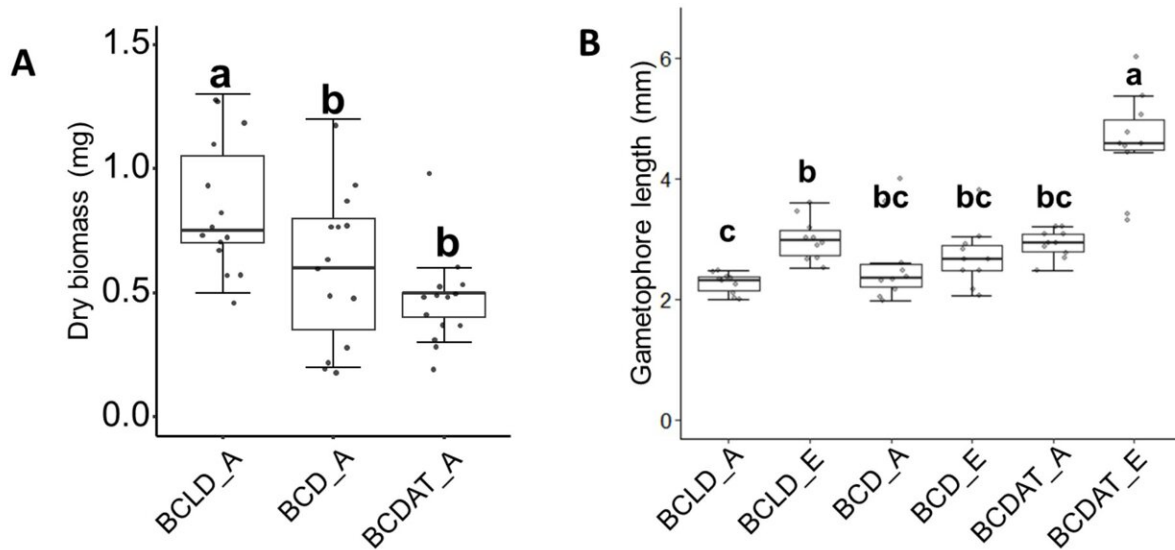 A
Dry biomass (mg)
1.5
1.0
0.5
0.0
a
b
b
BCLD_A
BCD_A
BCDAT_A
B
Gametophore length (mm)
6
4
2
0
c
b
bc
bc
bc
a
BCLD_A
BCLD_E
BCD_A
BCD_E
BCDAT_A
BCDAT_E